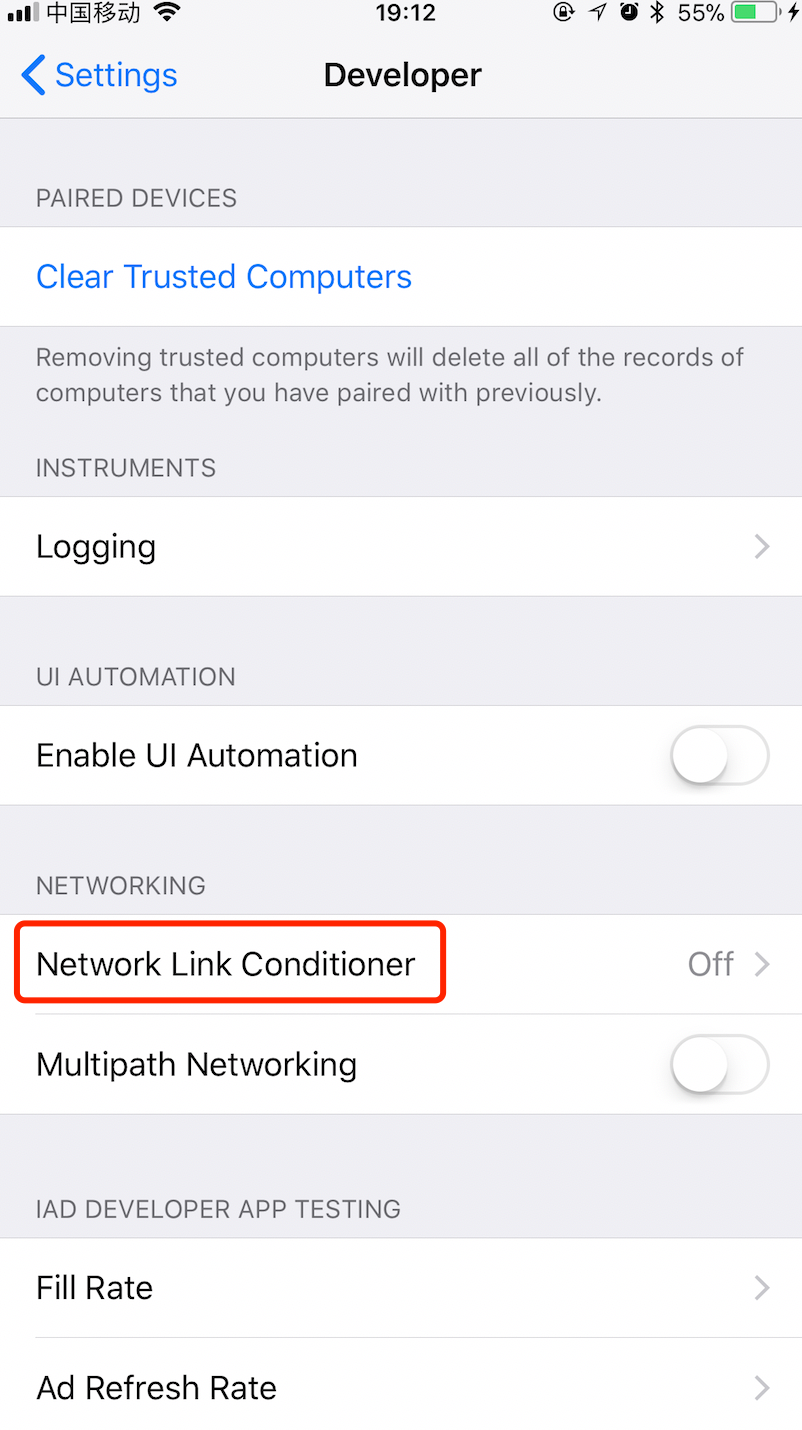 中国移动 19:12 55%
Settings Developer
PAIRED DEVICES
Clear Trusted Computers
Removing trusted computers will delete all of the records of
computers that you have paired with previously.
INSTRUMENTS
Logging
UI AUTOMATION
Enable UI Automation
NETWORKING
Network Link Conditioner Off
Multipath Networking
IAD DEVELOPER APP TESTING
Fill Rate
Ad Refresh Rate